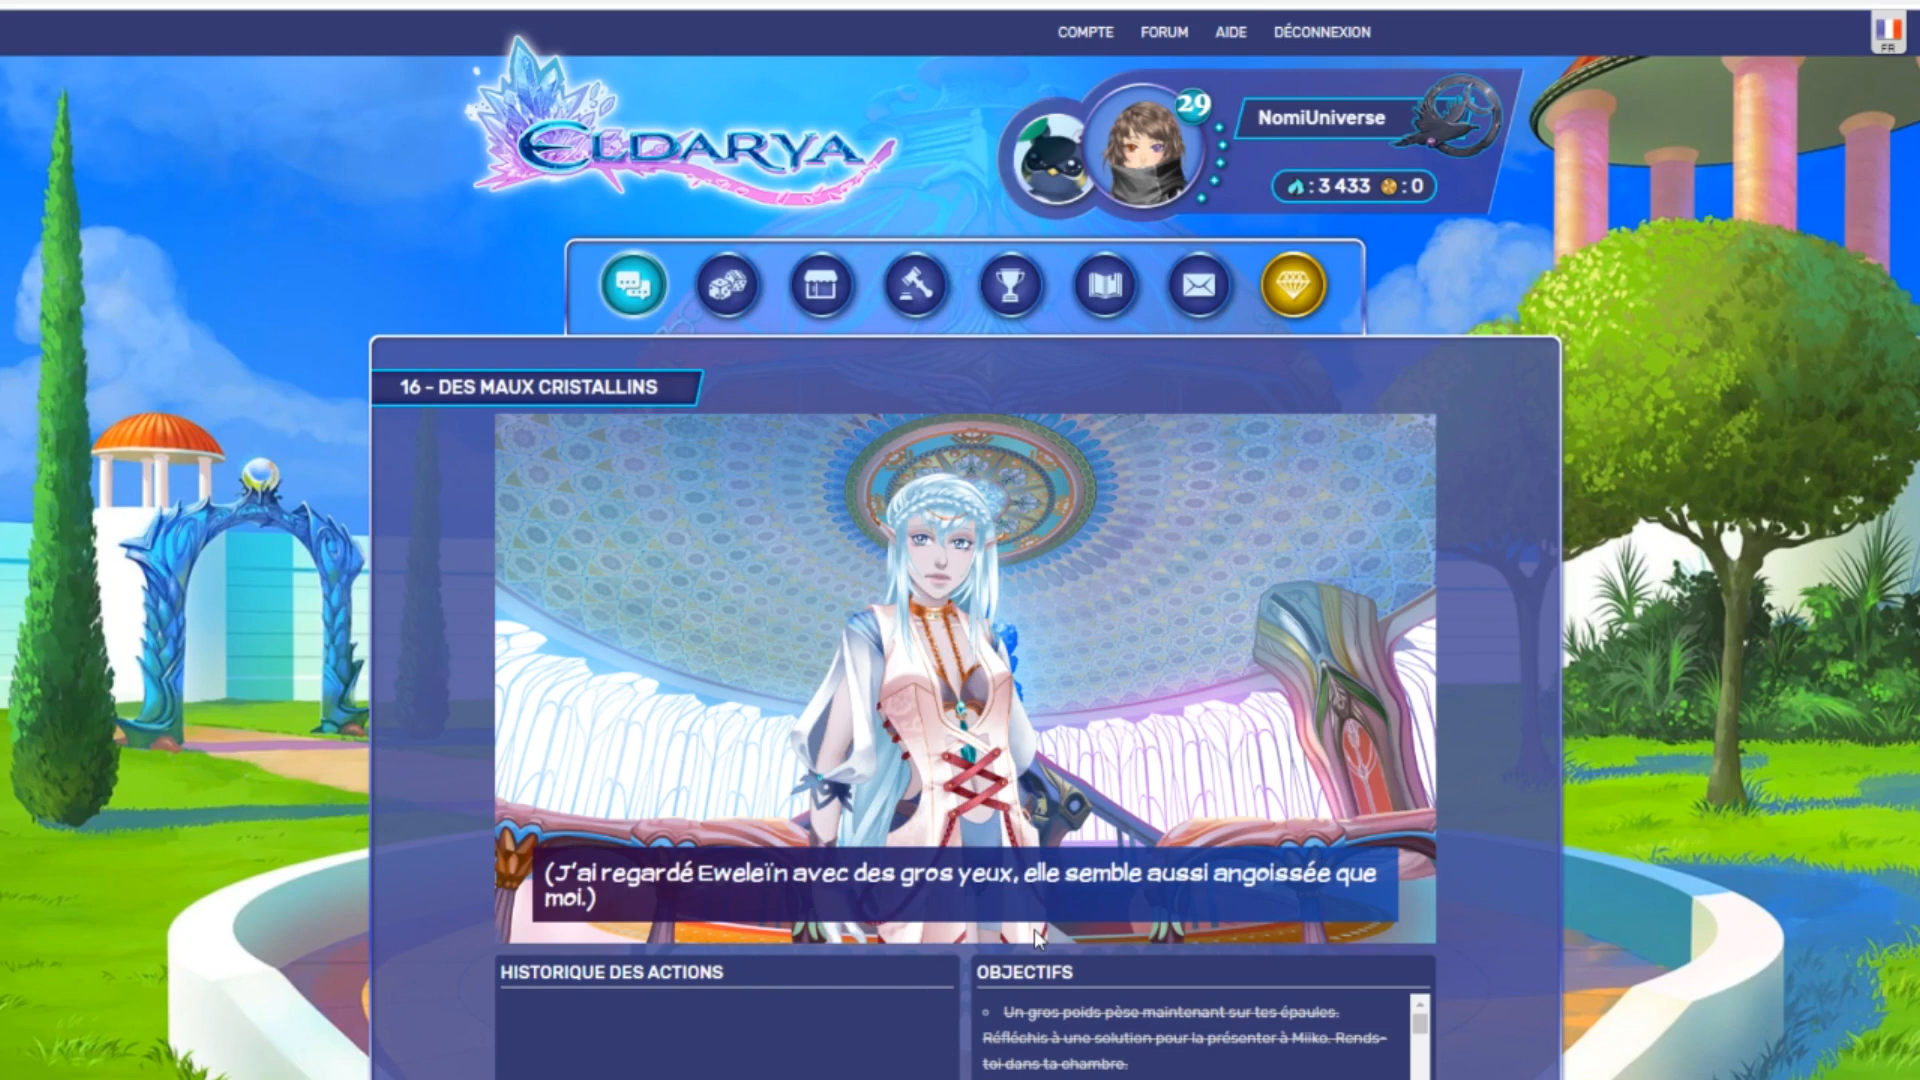 COMPTE FORUM AIDE DÉCONNEXION
FR
ELDARYA
29
NomiUniverse
: 3 433 : 0
16 - DES MAUX CRISTALLINS
(J'ai regardé Eweleïn avec des gros yeux, elle semble aussi angoissée que
moi.)
HISTORIQUE DES ACTIONS
OBJECTIFS
Un gros poids pèse maintenant sur tes épaules.
Réfléchis à une solution pour la présenter à Miiko. Rends-
toi dans ta chambre.